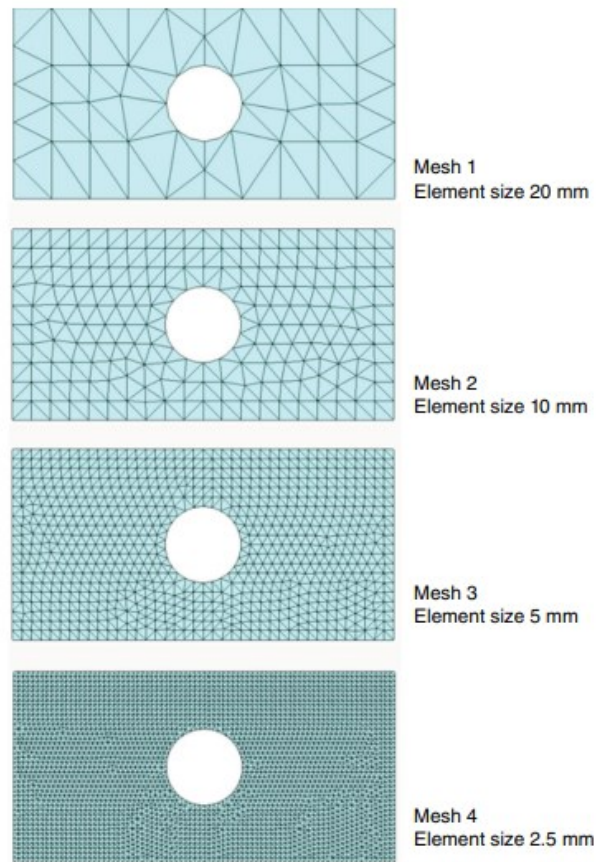 Mesh 1
Element size 20 mm
Mesh 2
Element size 10 mm
Mesh 3
Element size 5 mm
Mesh 4
Element size 2.5 mm